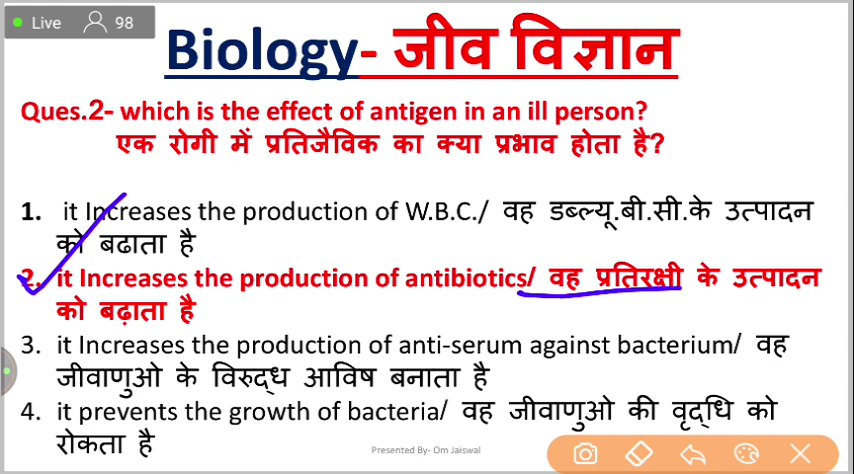 Live 98
Biology- जीव विज्ञान
Ques.2- which is the effect of antigen in an ill person?
एक रोगी में प्रतिजैविक का क्या प्रभाव होता है?
1. it Increases the production of W.B.C./ वह डब्ल्यू.बी.सी.के उत्पादन
को बढाता है
2. it Increases the production of antibiotics/ वह प्रतिरक्षी के उत्पादन
को बढ़ाता है
3. it Increases the production of anti-serum against bacterium/ वह
जीवाणुओ के विरुद्ध आविष बनाता है
4. it prevents the growth of bacteria/ वह जीवाणुओ की वृद्धि को
रोकता है
Presented By- Om Jaiswal